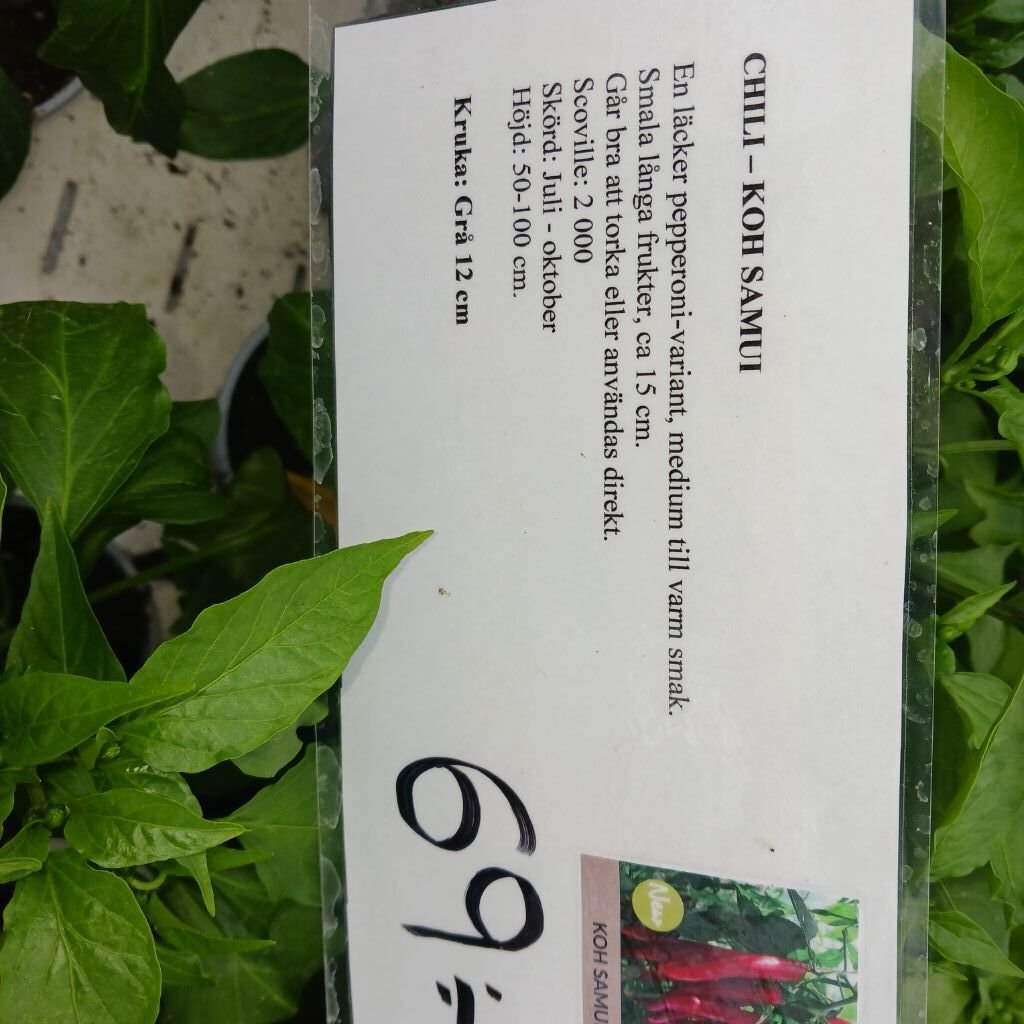 CHILI – KOH SAMUI
En läcker pepperoni-variant, medium till varm smak.
Smala långa frukter, ca 15 cm.
Går bra att torka eller användas direkt.
Scoville: 2 000
Skörd: Juli - oktober
Höjd: 50-100 cm.
Kruka: Grå 12 cm
69:-
New
KOH SAMU